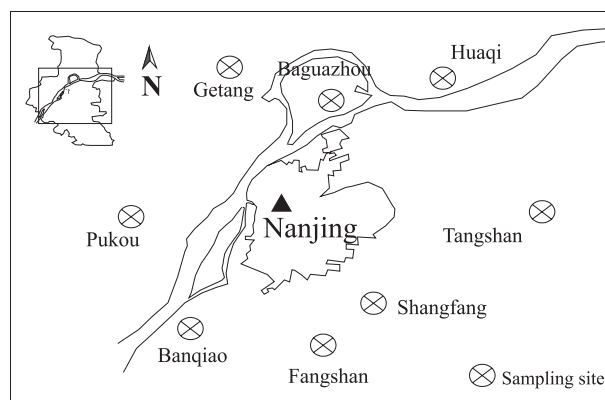 Huaqi
Baguazhou
Getang
N
Nanjing
Pukou
Tangshan
Shangfang
Banqiao
Fangshan
Sampling site